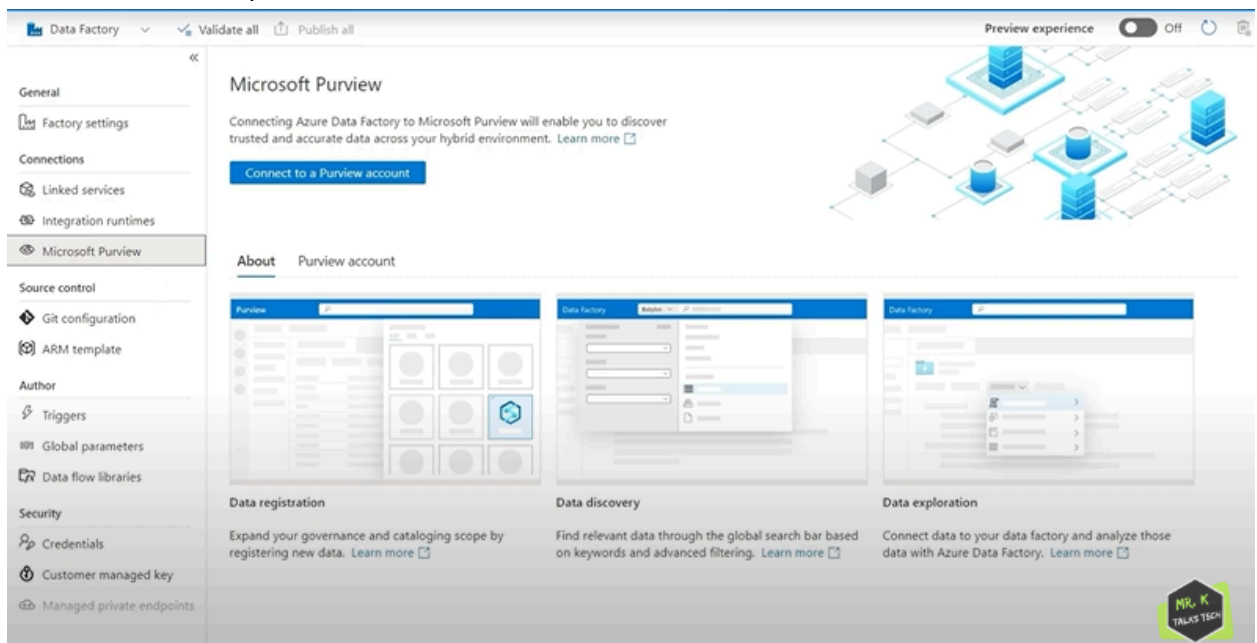 Data Factory
Validate all
Publish all
Preview experience
Off
General
Factory settings
Connections
Linked services
Integration runtimes
Microsoft Purview
Source control
Git configuration
ARM template
Author
Triggers
Global parameters
Data flow libraries
Security
Credentials
Customer managed key
Managed private endpoints
Microsoft Purview
Connecting Azure Data Factory to Microsoft Purview will enable you to discover
trusted and accurate data across your hybrid environment. Learn more
Connect to a Purview account
About
Purview account
Purview
Data Factory
Data Factory
Data registration
Expand your governance and cataloging scope by
registering new data. Learn more
Data discovery
Find relevant data through the global search bar based
on keywords and advanced filtering. Learn more
Data exploration
Connect data to your data factory and analyze those
data with Azure Data Factory. Learn more
MR. K
TALKS TECH